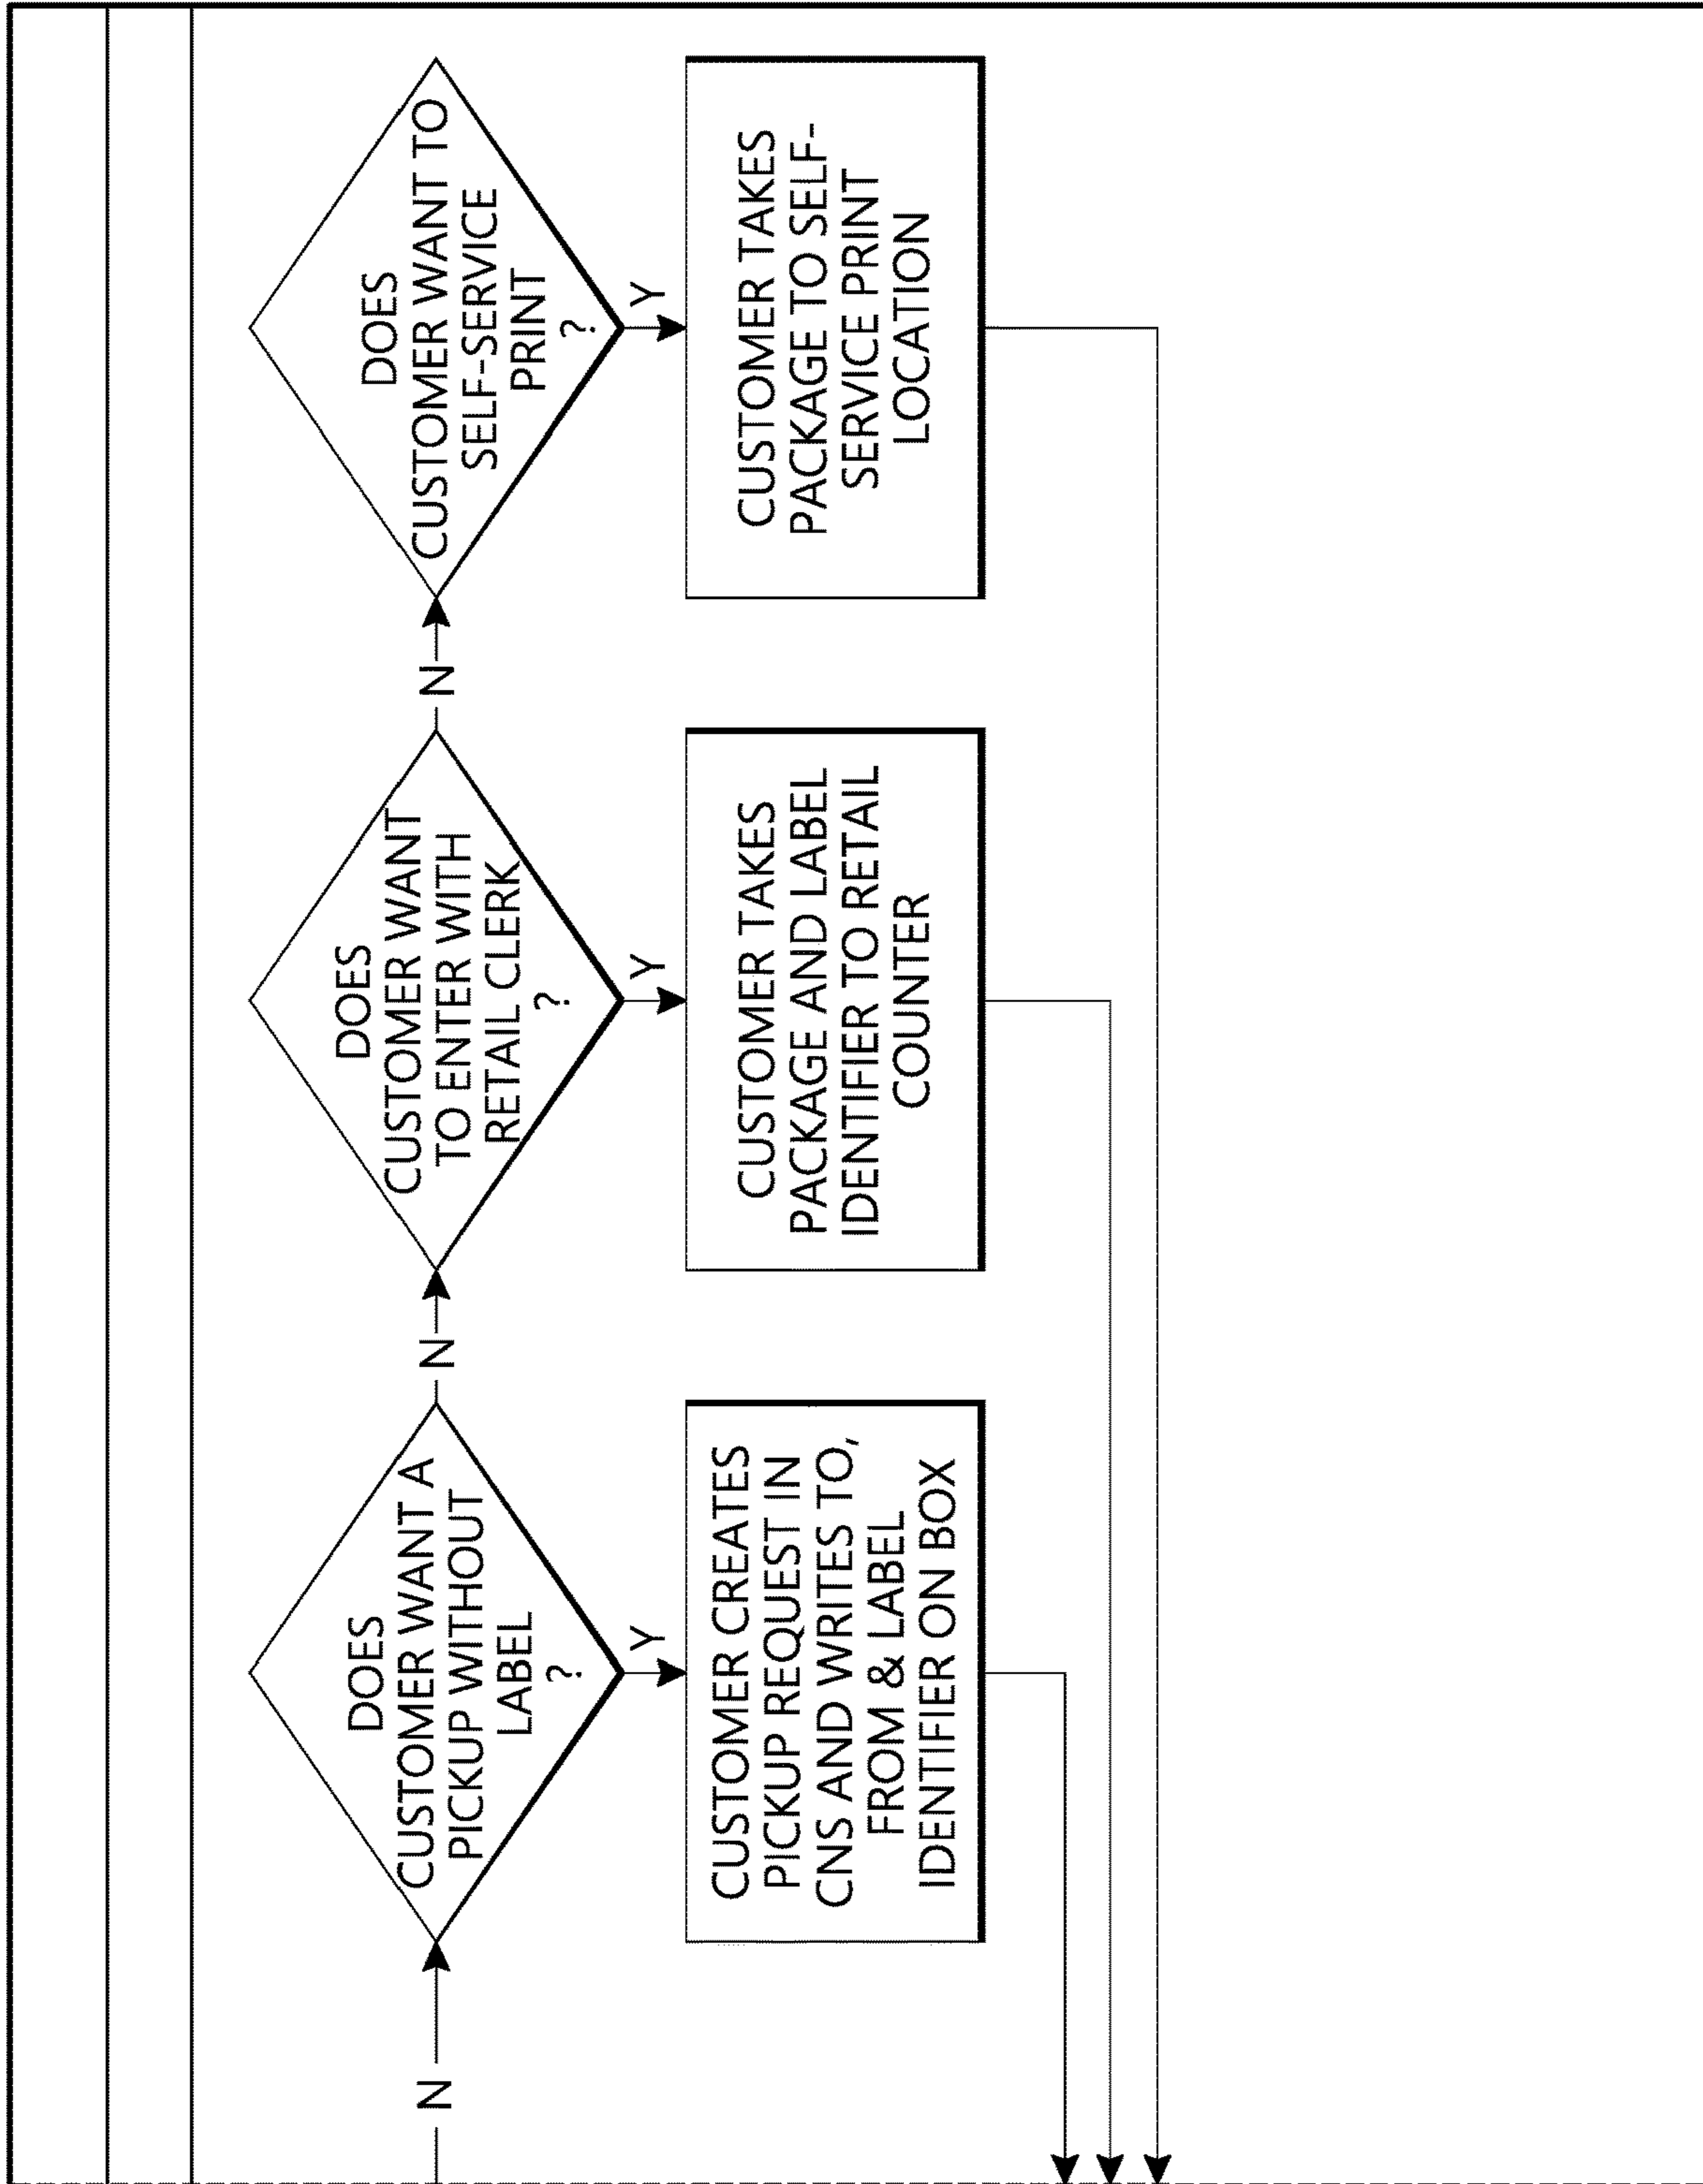 N
DOES
CUSTOMER WANT A
PICKUP WITHOUT
LABEL
?
N
DOES
CUSTOMER WANT
TO ENTER WITH
RETAIL CLERK
?
N
DOES
CUSTOMER WANT TO
SELF-SERVICE
PRINT
?
Y
Y
Y
CUSTOMER CREATES
PICKUP REQUEST IN
CNS AND WRITES TO,
FROM & LABEL
IDENTIFIER ON BOX
CUSTOMER TAKES
PACKAGE AND LABEL
IDENTIFIER TO RETAIL
COUNTER
CUSTOMER TAKES
PACKAGE TO SELF-
SERVICE PRINT
LOCATION